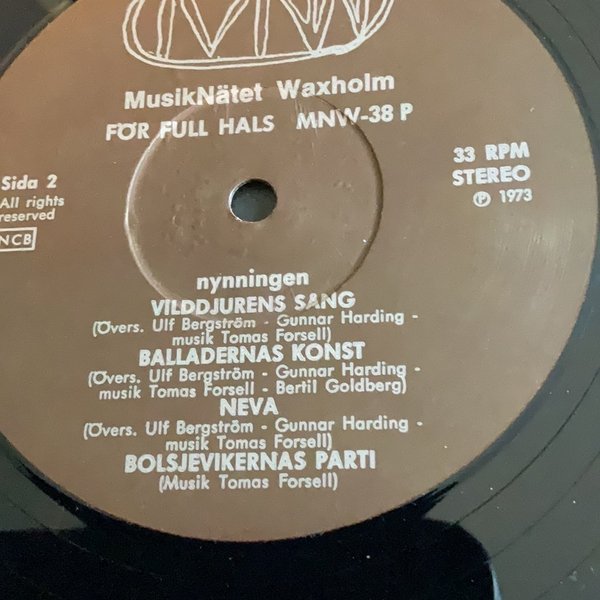 MNW
MusikNätet Waxholm
FÖR FULL HALS MNW-38 P
Sida 2
All rights
reserved
NCB
33 RPM
STEREO
Ⓟ 1973
nynningen
VILDDJURENS SANG
(Övers. Ulf Bergström - Gunnar Harding -
musik Tomas Forsell)
BALLADERNAS KONST
(Övers. Ulf Bergström - Gunnar Harding -
musik Tomas Forsell - Bertil Goldberg)
NEVA
(Övers. Ulf Bergström - Gunnar Harding -
musik Tomas Forsell)
BOLSJEVIKERNAS PARTI
(Musik Tomas Forsell)